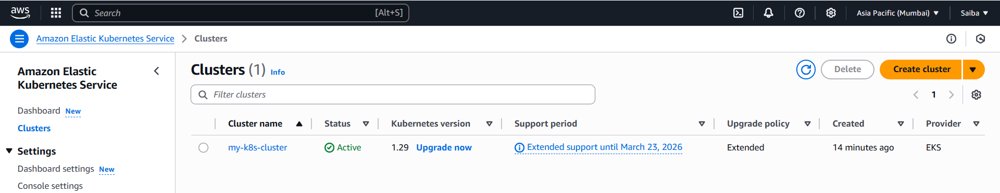 aws Search [Alt+S] Asia Pacific (Mumbai) Saiba
Amazon Elastic Kubernetes Service Clusters
Amazon Elastic
Kubernetes Service
Dashboard New
Clusters
Settings
Dashboard settings New
Console settings
Clusters (1) Info Delete Create cluster
Filter clusters 1
Cluster name Status Kubernetes version Support period Upgrade policy Created Provider
my-k8s-cluster Active 1.29 Upgrade now Extended support until March 23, 2026 Extended 14 minutes ago EKS